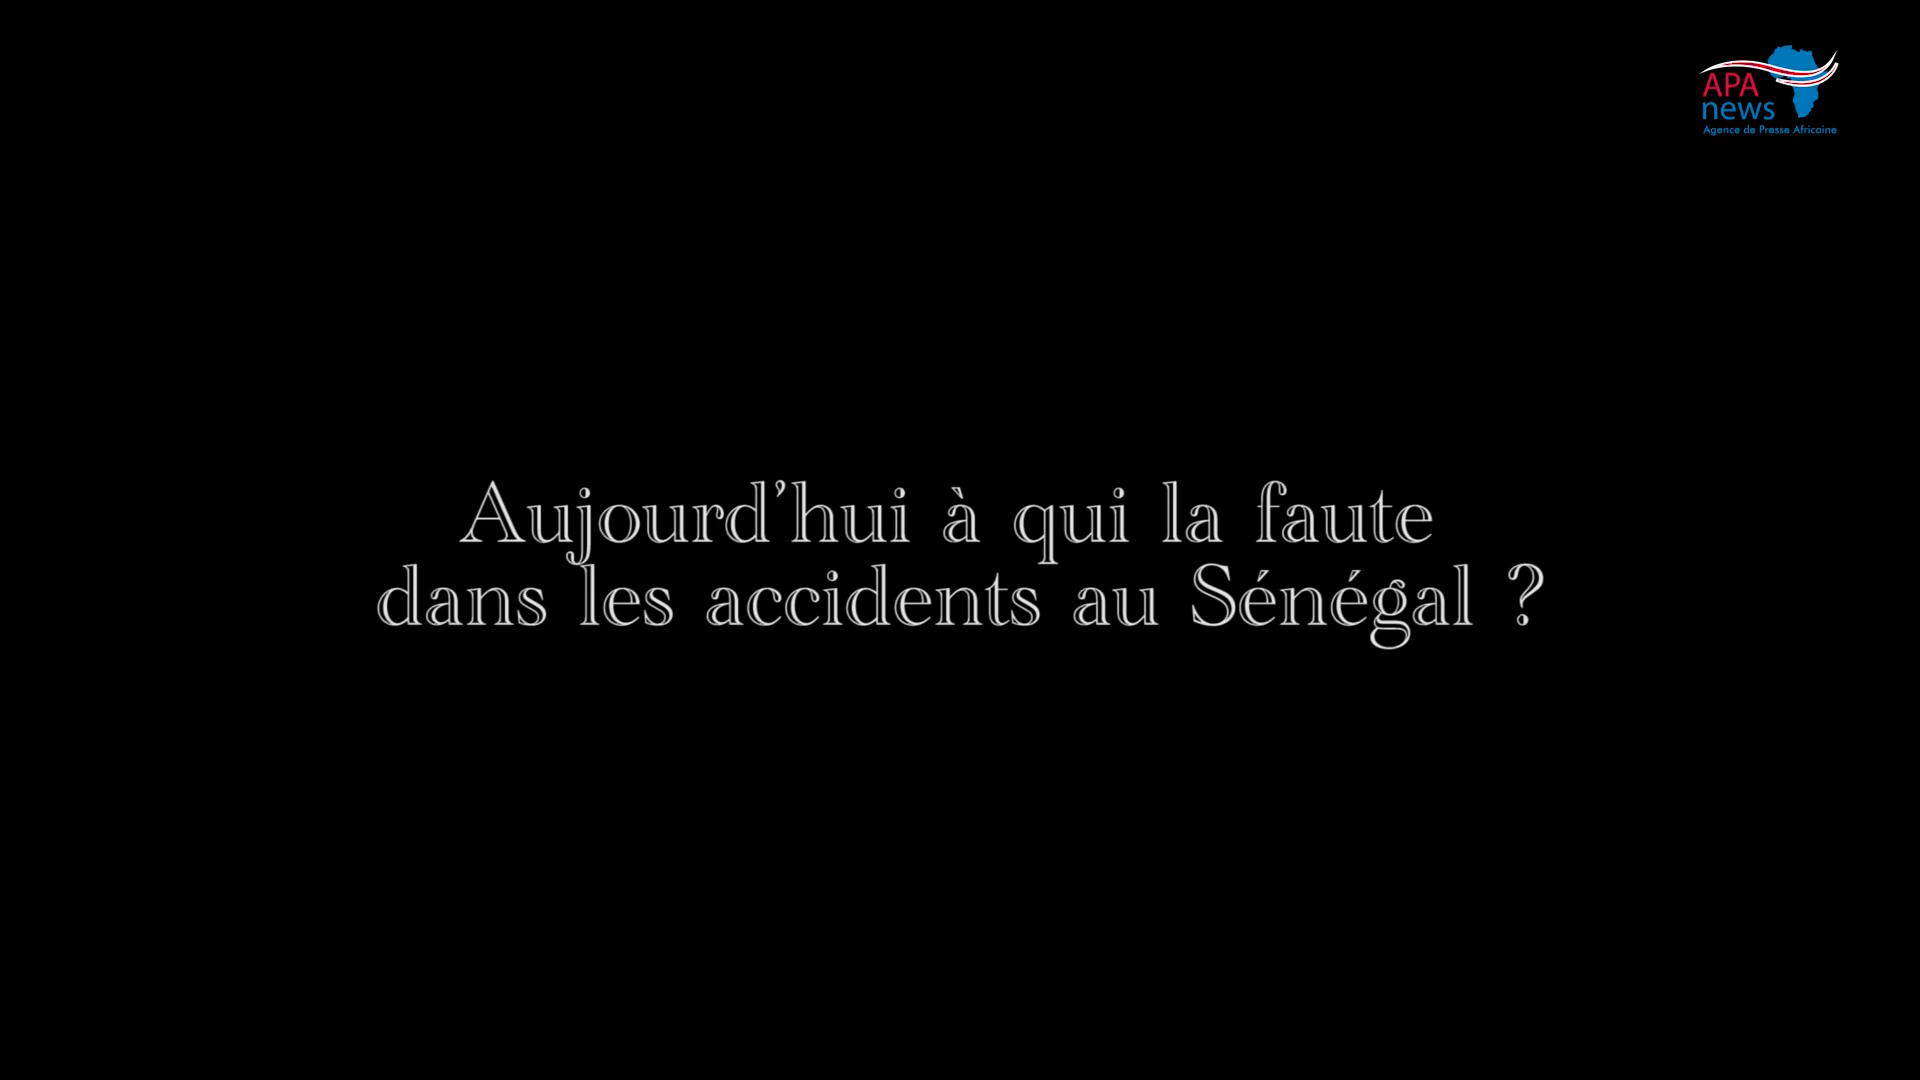 APA
news
Agence de Presse Africaine
Aujourd’hui à qui la faute
dans les accidents au Sénégal ?